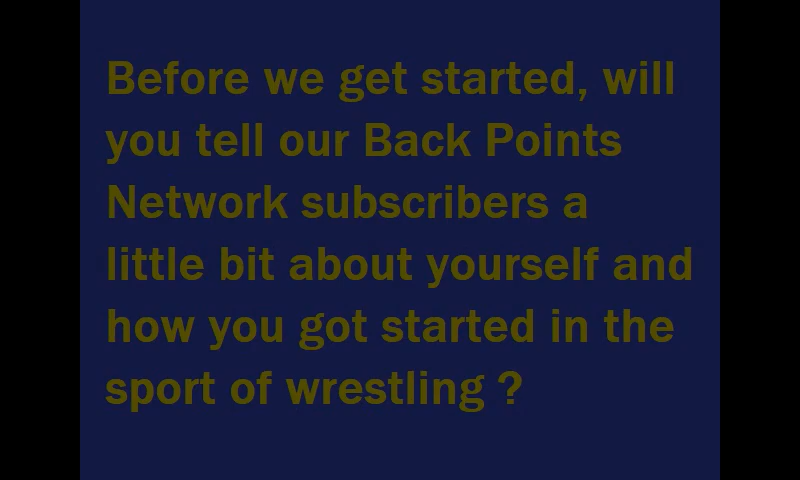 Before we get started, will
you tell our Back Points
Network subscribers a
little bit about yourself and
how you got started in the
sport of wrestling ?